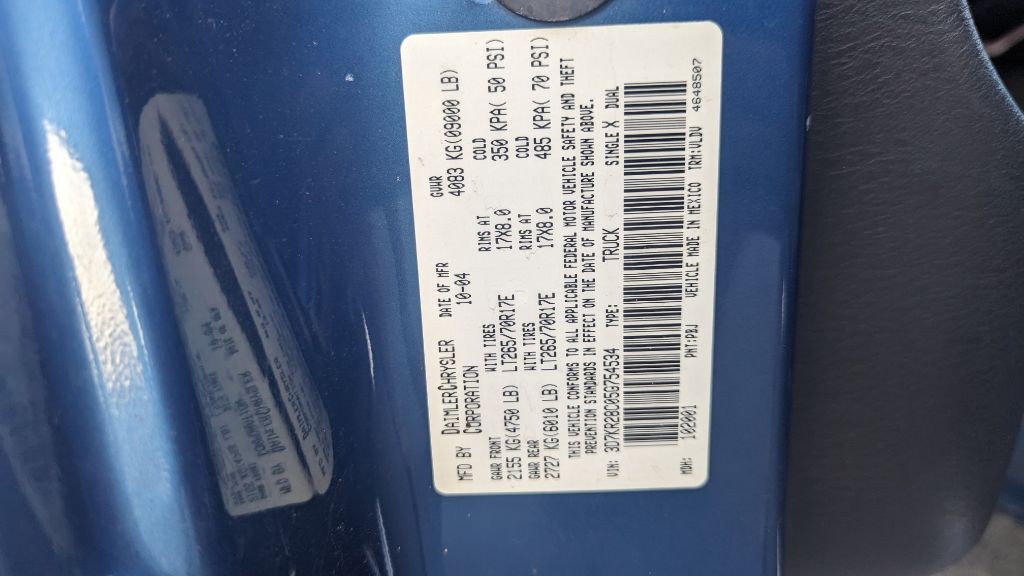 MFD BY DAIMLERCHRYSLER CORPORATION
DATE OF MFR 10-04
GVWR 4083 KG(09000 LB)
GAWR FRONT WITH TIRES RIMS AT COLD
2155 KG(4750 LB) LT265/70R17E 17X8.0 350 KPA( 50 PSI)
GAWR REAR WITH TIRES RIMS AT COLD
2727 KG(6010 LB) LT265/70R17E 17X8.0 485 KPA( 70 PSI)
THIS VEHICLE CONFORMS TO ALL APPLICABLE FEDERAL MOTOR VEHICLE SAFETY AND THEFT
PREVENTION STANDARDS IN EFFECT ON THE DATE OF MANUFACTURE SHOWN ABOVE.
VIN: 3D7KR28C05G754534 TYPE: TRUCK SINGLE X DUAL
MDH: 102001 PNT:PBJ VEHICLE MADE IN MEXICO TRM:VLDV 4648507